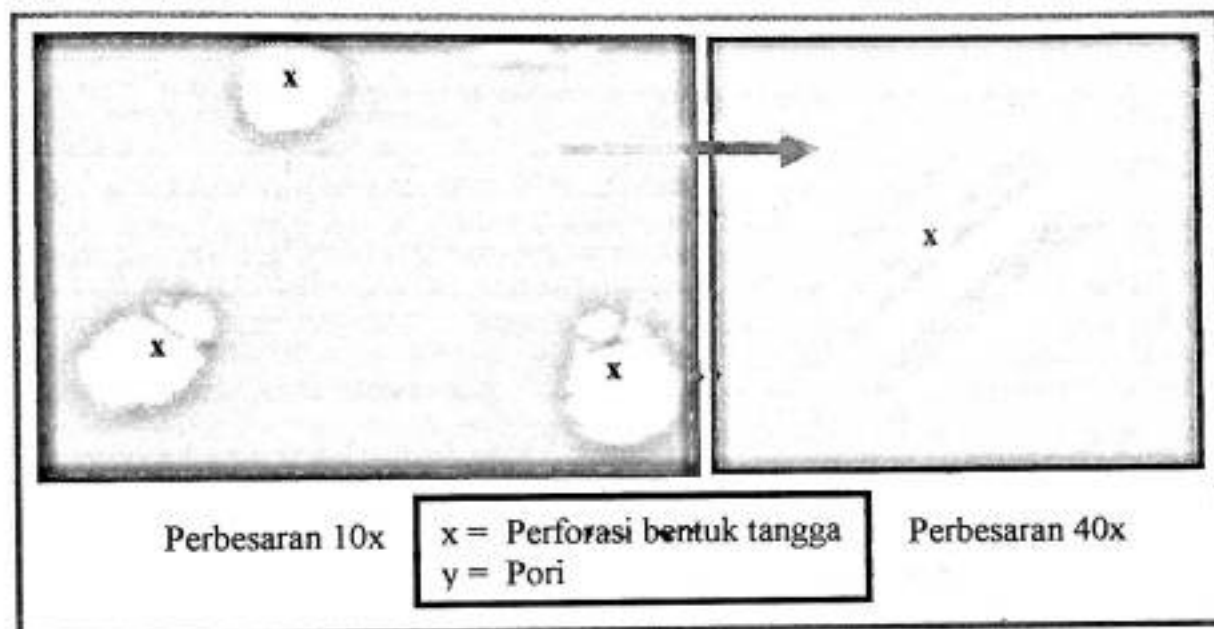 x
x
x
x
Perbesaran 10x
x = Perforasi bentuk tangga
y = Pori
Perbesaran 40x